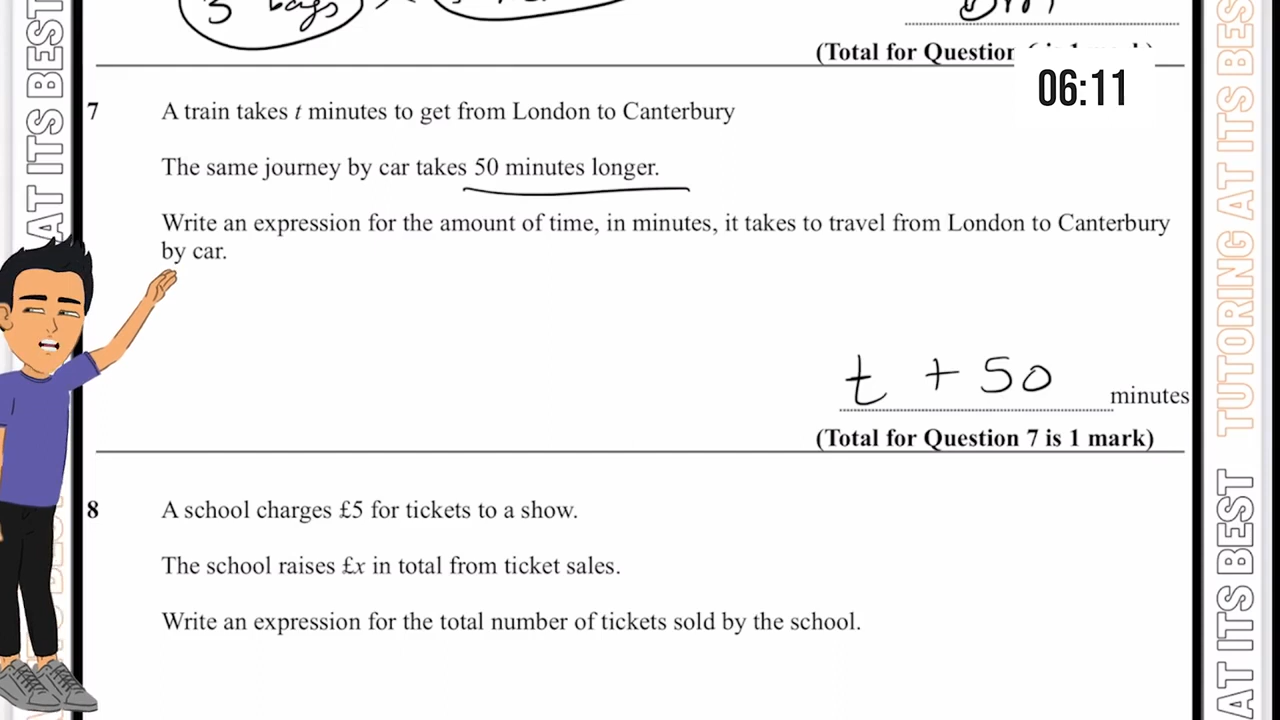 3 bags
(Total for Question
06:11
7 A train takes t minutes to get from London to Canterbury
The same journey by car takes 50 minutes longer.
Write an expression for the amount of time, in minutes, it takes to travel from London to Canterbury
by car.
t + 50 minutes
(Total for Question 7 is 1 mark)
8 A school charges £5 for tickets to a show.
The school raises £x in total from ticket sales.
Write an expression for the total number of tickets sold by the school.
AT ITS BEST
TUTORING AT ITS BES
AT ITS BEST